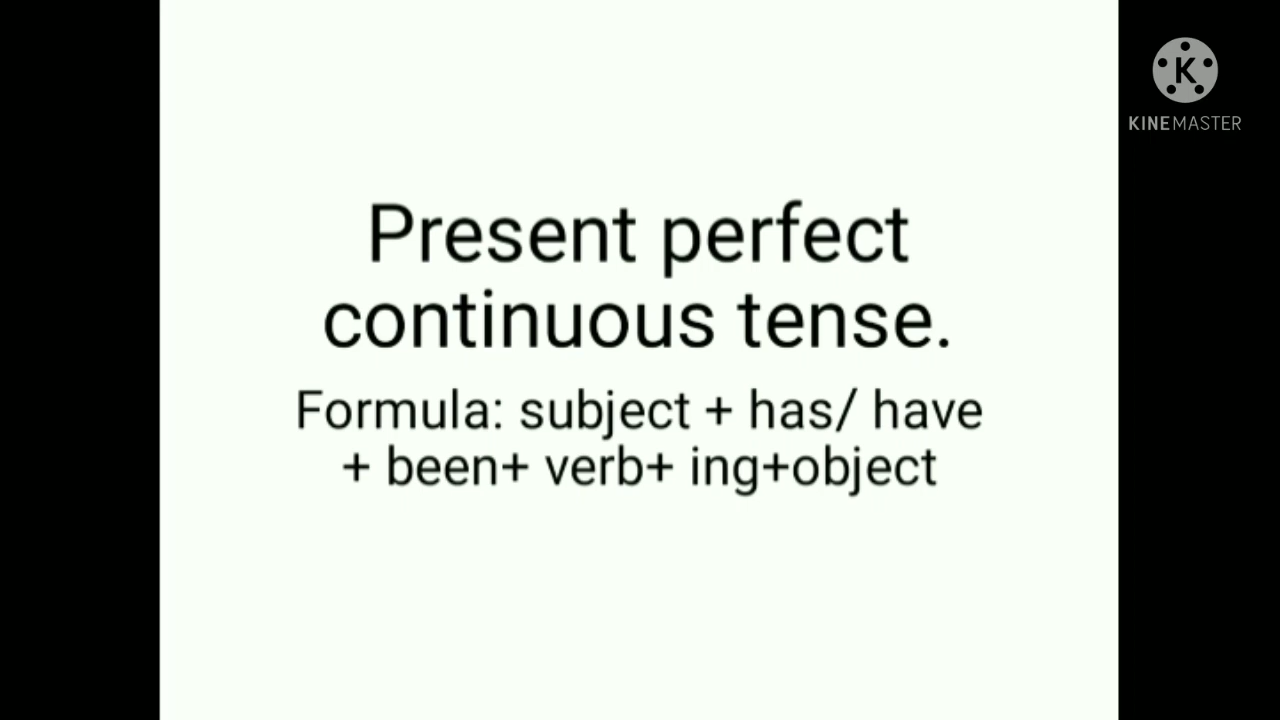 KINEMASTER
Present perfect
continuous tense.
Formula: subject + has/ have
+ been+ verb+ ing+object